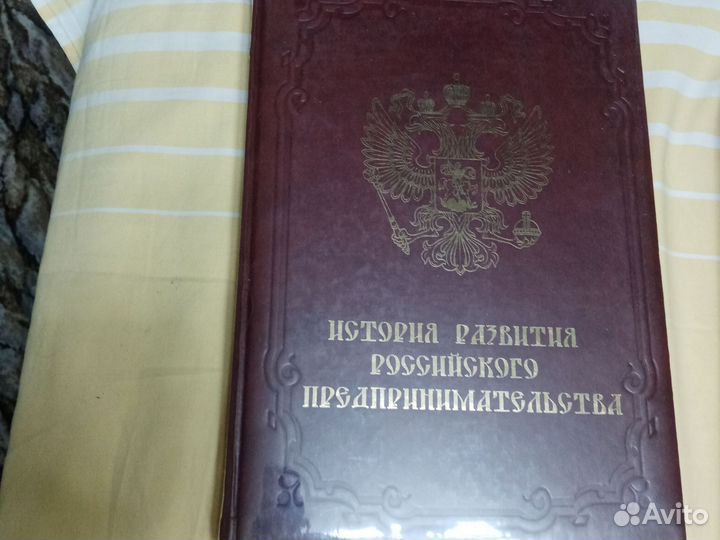 ИСТОРИЯ РАЗВИТИЯ
РОССИЙСКОГО
ПРЕДПРИНИМАТЕЛЬСТВА
Avito